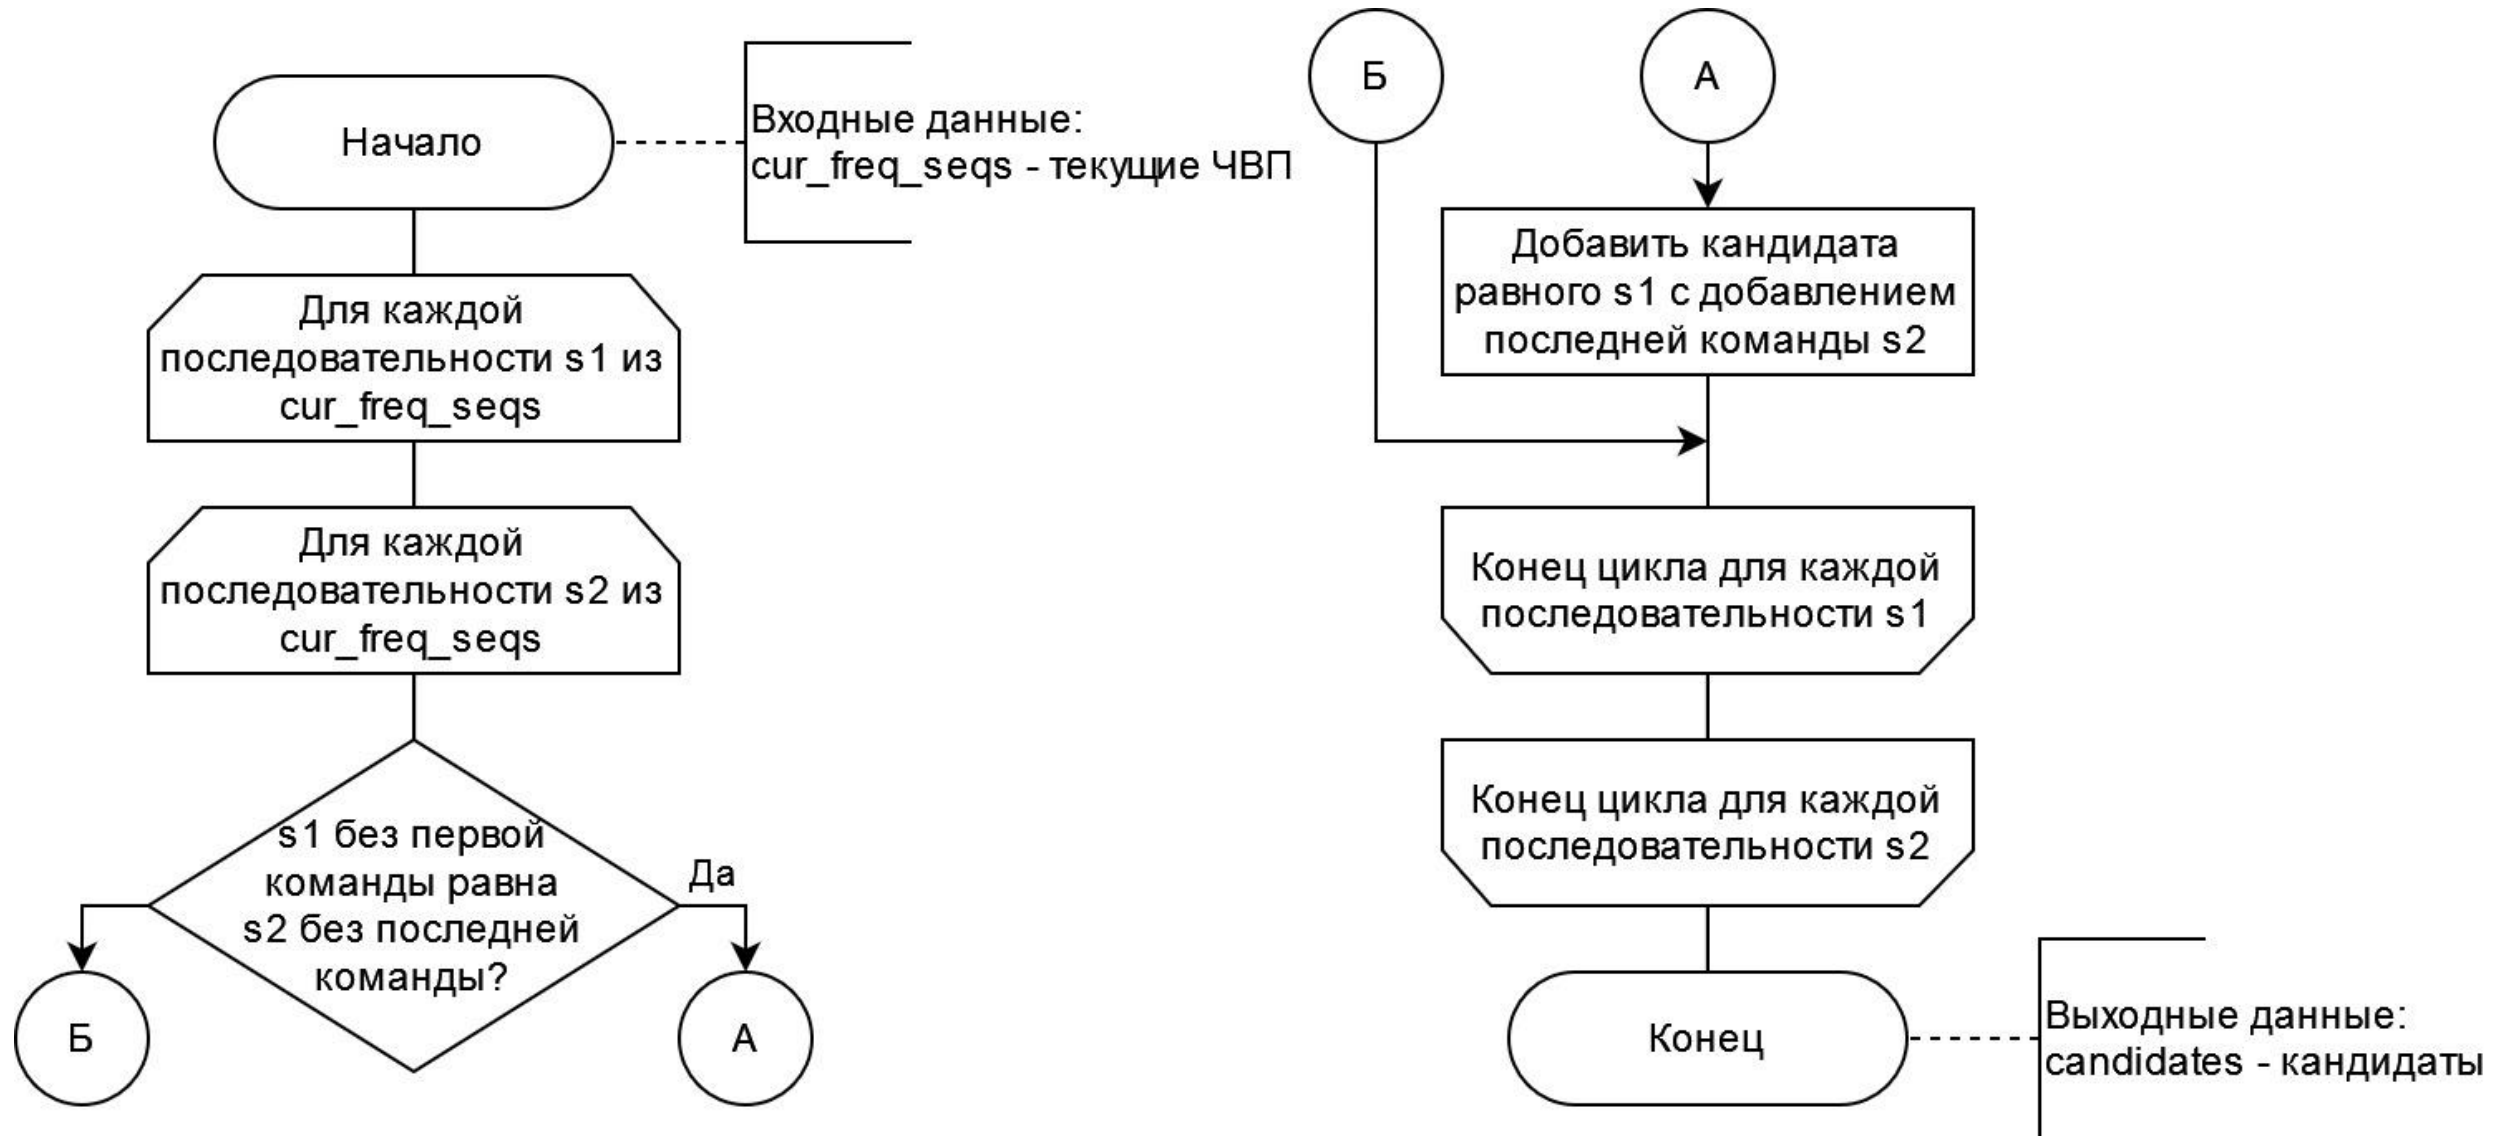 Начало
Входные данные:
cur_freq_seqs - текущие ЧВП
Для каждой
последовательности s1 из
cur_freq_seqs
Для каждой
последовательности s2 из
cur_freq_seqs
s1 без первой
команды равна
s2 без последней
команды?
Да
Б
А
Б
А
Добавить кандидата
равного s1 с добавлением
последней команды s2
Конец цикла для каждой
последовательности s1
Конец цикла для каждой
последовательности s2
Конец
Выходные данные:
candidates - кандидаты